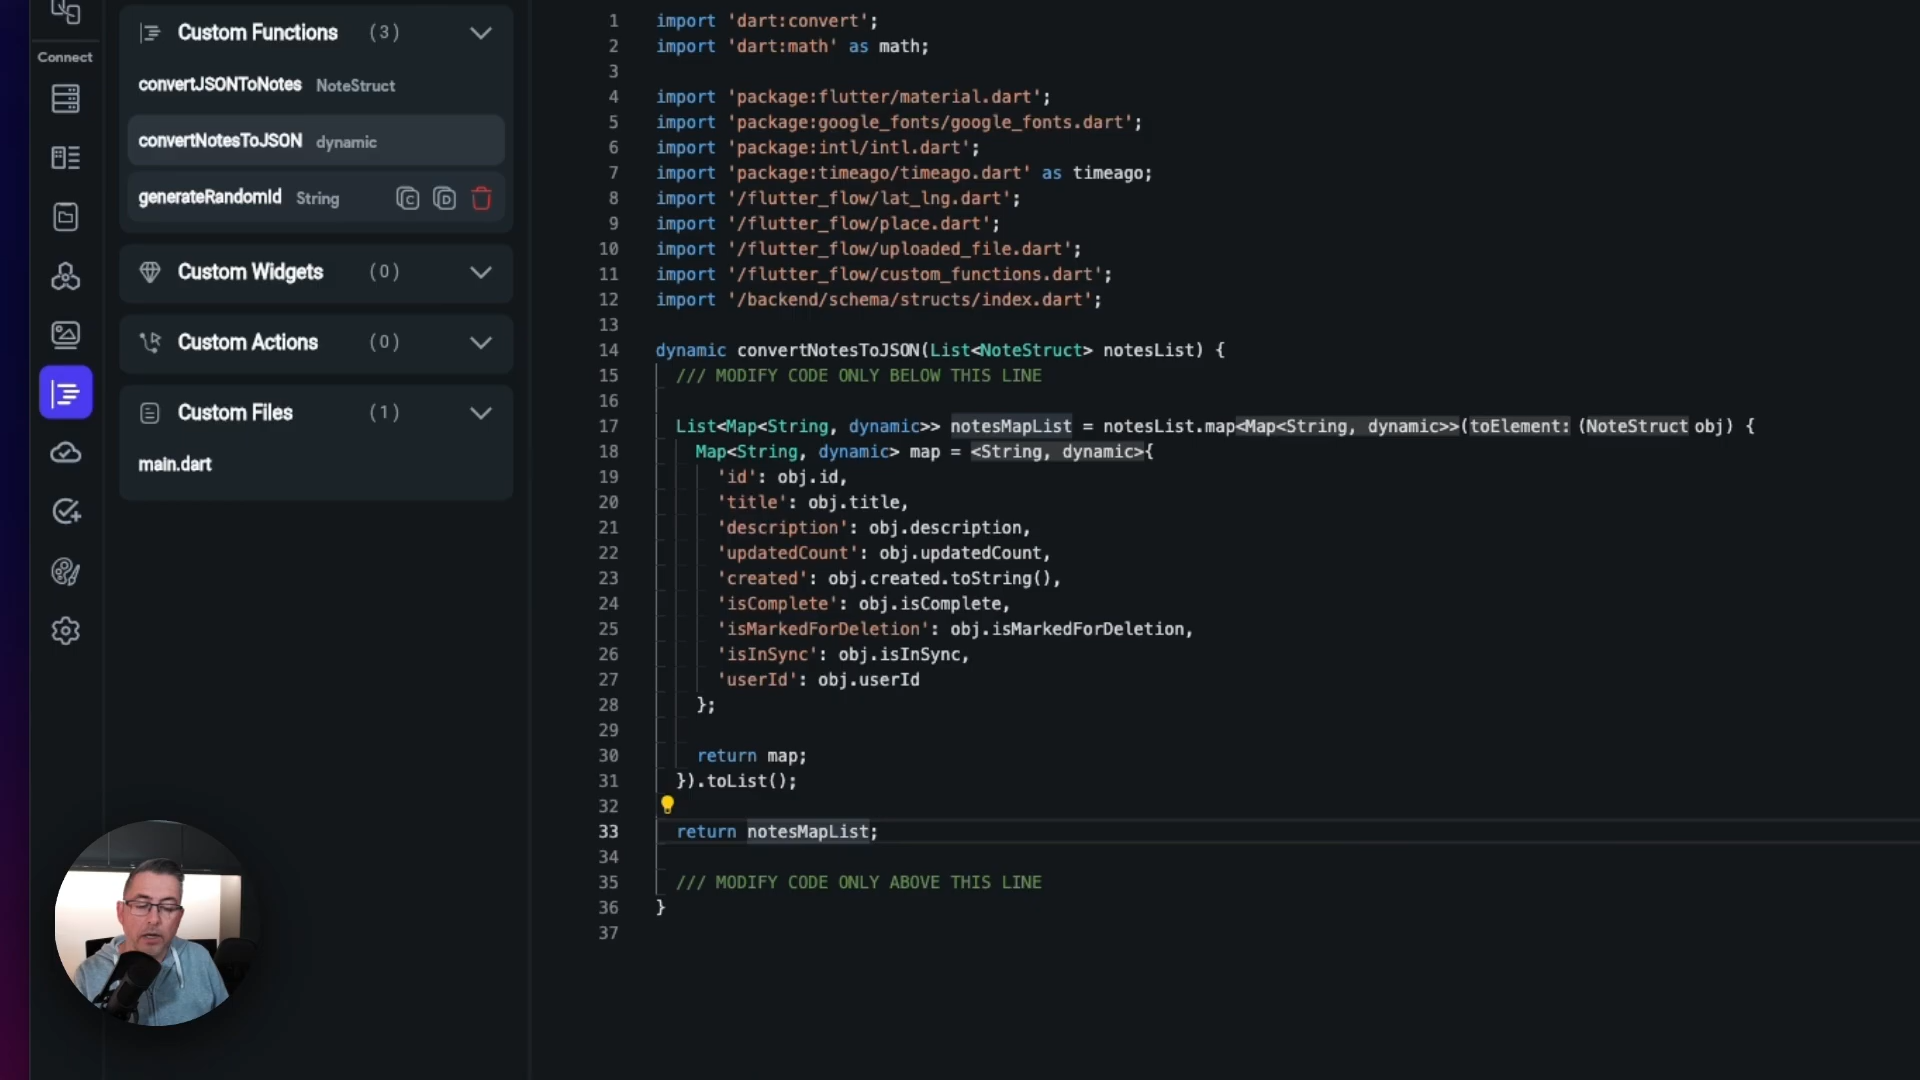 Connect
Custom Functions (3)
convertJSONToNotes NoteStruct
convertNotesToJSON dynamic
generateRandomId String
Custom Widgets (0)
Custom Actions (0)
Custom Files (1)
main.dart
1 import 'dart:convert';
2 import 'dart:math' as math;
3
4 import 'package:flutter/material.dart';
5 import 'package:google_fonts/google_fonts.dart';
6 import 'package:intl/intl.dart';
7 import 'package:timeago/timeago.dart' as timeago;
8 import '/flutter_flow/lat_lng.dart';
9 import '/flutter_flow/place.dart';
10 import '/flutter_flow/uploaded_file.dart';
11 import '/flutter_flow/custom_functions.dart';
12 import '/backend/schema/structs/index.dart';
13
14 dynamic convertNotesToJSON(List<NoteStruct> notesList) {
15 /// MODIFY CODE ONLY BELOW THIS LINE
16
17 List<Map<String, dynamic>> notesMapList = notesList.map<Map<String, dynamic>>(toElement: (NoteStruct obj) {
18 Map<String, dynamic> map = <String, dynamic>{
19 'id': obj.id,
20 'title': obj.title,
21 'description': obj.description,
22 'updatedCount': obj.updatedCount,
23 'created': obj.created.toString(),
24 'isComplete': obj.isComplete,
25 'isMarkedForDeletion': obj.isMarkedForDeletion,
26 'isInSync': obj.isInSync,
27 'userId': obj.userId
28 };
29
30 return map;
31 }).toList();
32
33 return notesMapList;
34
35 /// MODIFY CODE ONLY ABOVE THIS LINE
36 }
37